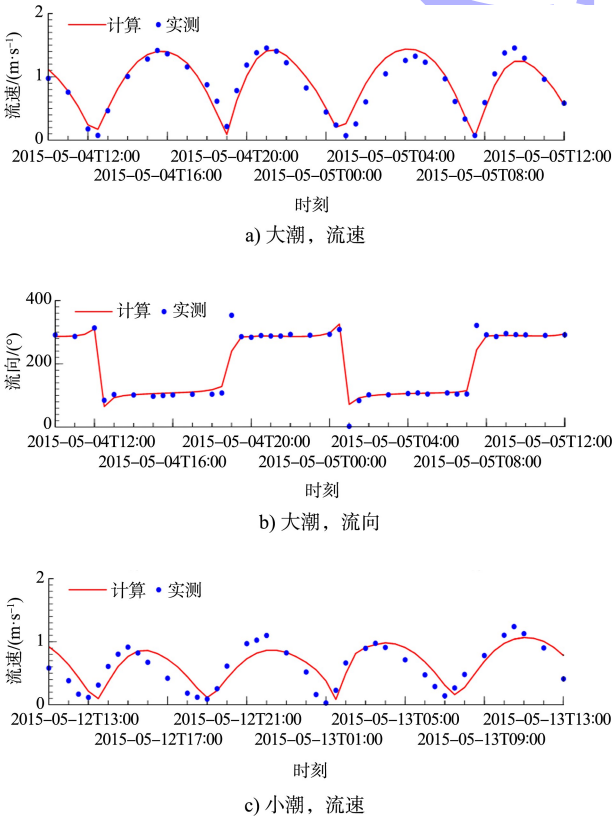 2
计算 实测
流速/(m·s⁻¹)
1
0
2015-05-04T12:00 2015-05-04T20:00 2015-05-05T04:00 2015-05-05T12:00
2015-05-04T16:00 2015-05-05T00:00 2015-05-05T08:00
时刻
a) 大潮，流速
400
计算 实测
流向/(°)
200
0
2015-05-04T12:00 2015-05-04T20:00 2015-05-05T04:00 2015-05-05T12:00
2015-05-04T16:00 2015-05-05T00:00 2015-05-05T08:00
时刻
b) 大潮，流向
2
计算 实测
流速/(m·s⁻¹)
1
0
2015-05-12T13:00 2015-05-12T21:00 2015-05-13T05:00 2015-05-13T13:00
2015-05-12T17:00 2015-05-13T01:00 2015-05-13T09:00
时刻
c) 小潮，流速